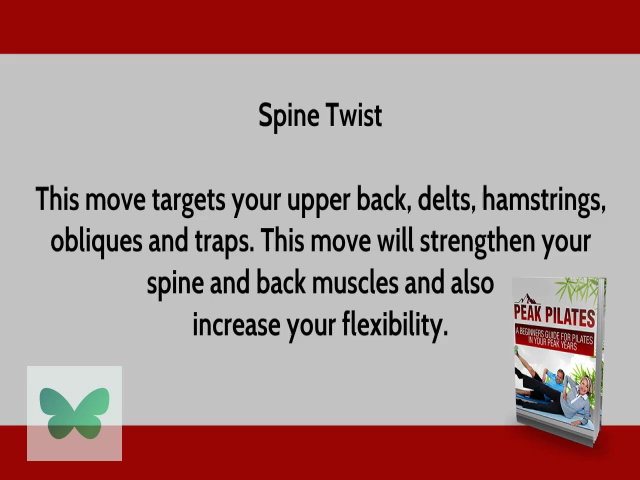 Spine Twist
This move targets your upper back, delts, hamstrings,
obliques and traps. This move will strengthen your
spine and back muscles and also
increase your flexibility.
PEAK PILATES
A BEGINNERS GUIDE FOR PILATES
IN YOUR PEAK YEARS